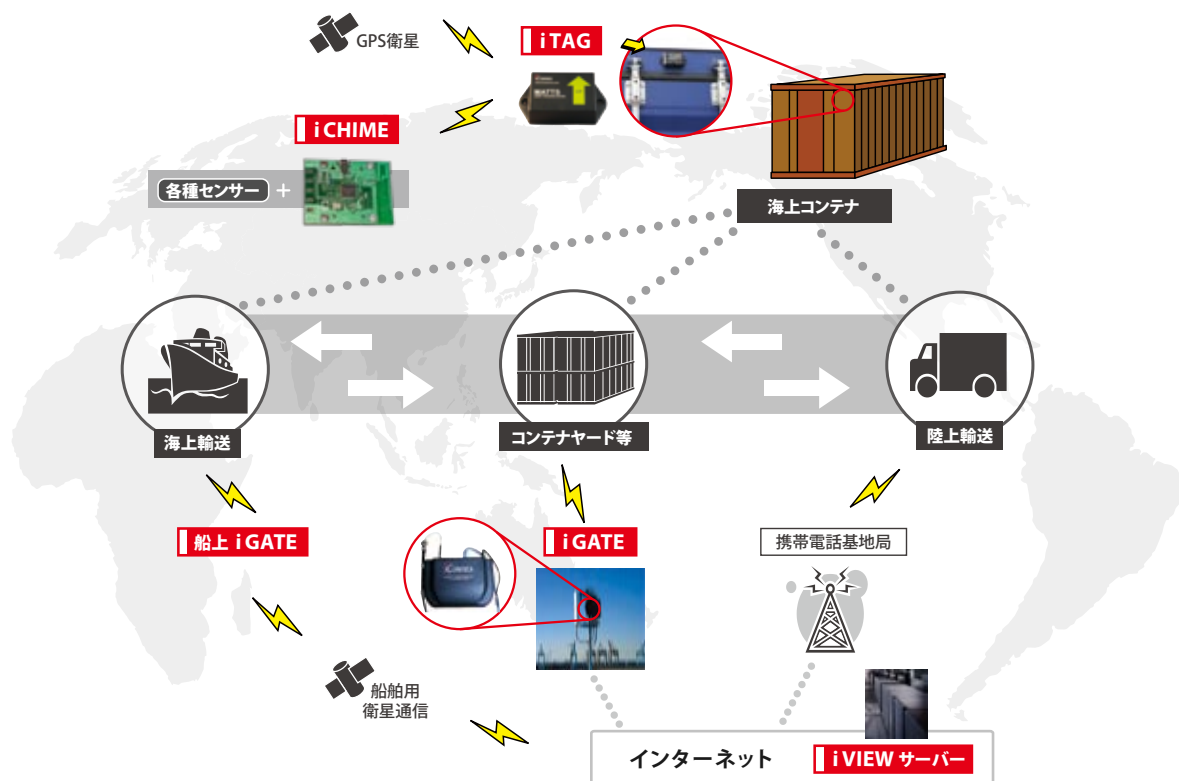 GPS衛星
iTAG
iCHIME
各種センサー +
海上コンテナ
海上輸送
コンテナヤード等
陸上輸送
船上 iGATE
iGATE
携帯電話基地局
船舶用
衛星通信
インターネット
iVIEW サーバー